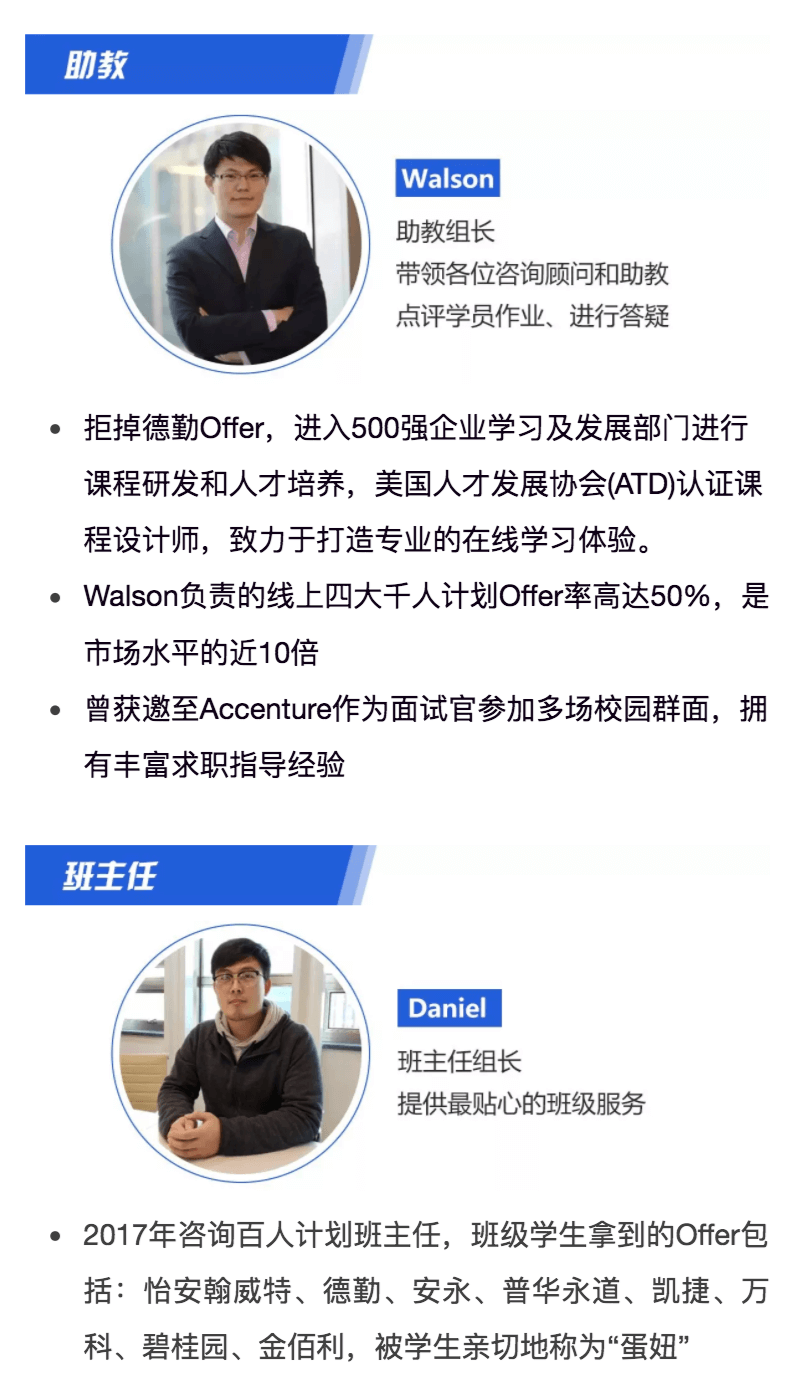 助教
Walson
助教组长
带领各位咨询顾问和助教
点评学员作业、进行答疑
拒掉德勤Offer，进入500强企业学习及发展部门进行
课程研发和人才培养，美国人才发展协会(ATD)认证课
程设计师，致力于打造专业的在线学习体验。
Walson负责的线上四大千人计划Offer率高达50%，是
市场水平的近10倍
曾获邀至Accenture作为面试官参加多场校园群面，拥
有丰富求职指导经验
班主任
Daniel
班主任组长
提供最贴心的班级服务
2017年咨询百人计划班主任，班级学生拿到的Offer包
括：怡安翰威特、德勤、安永、普华永道、凯捷、万
科、碧桂园、金佰利，被学生亲切地称为“蛋妞”